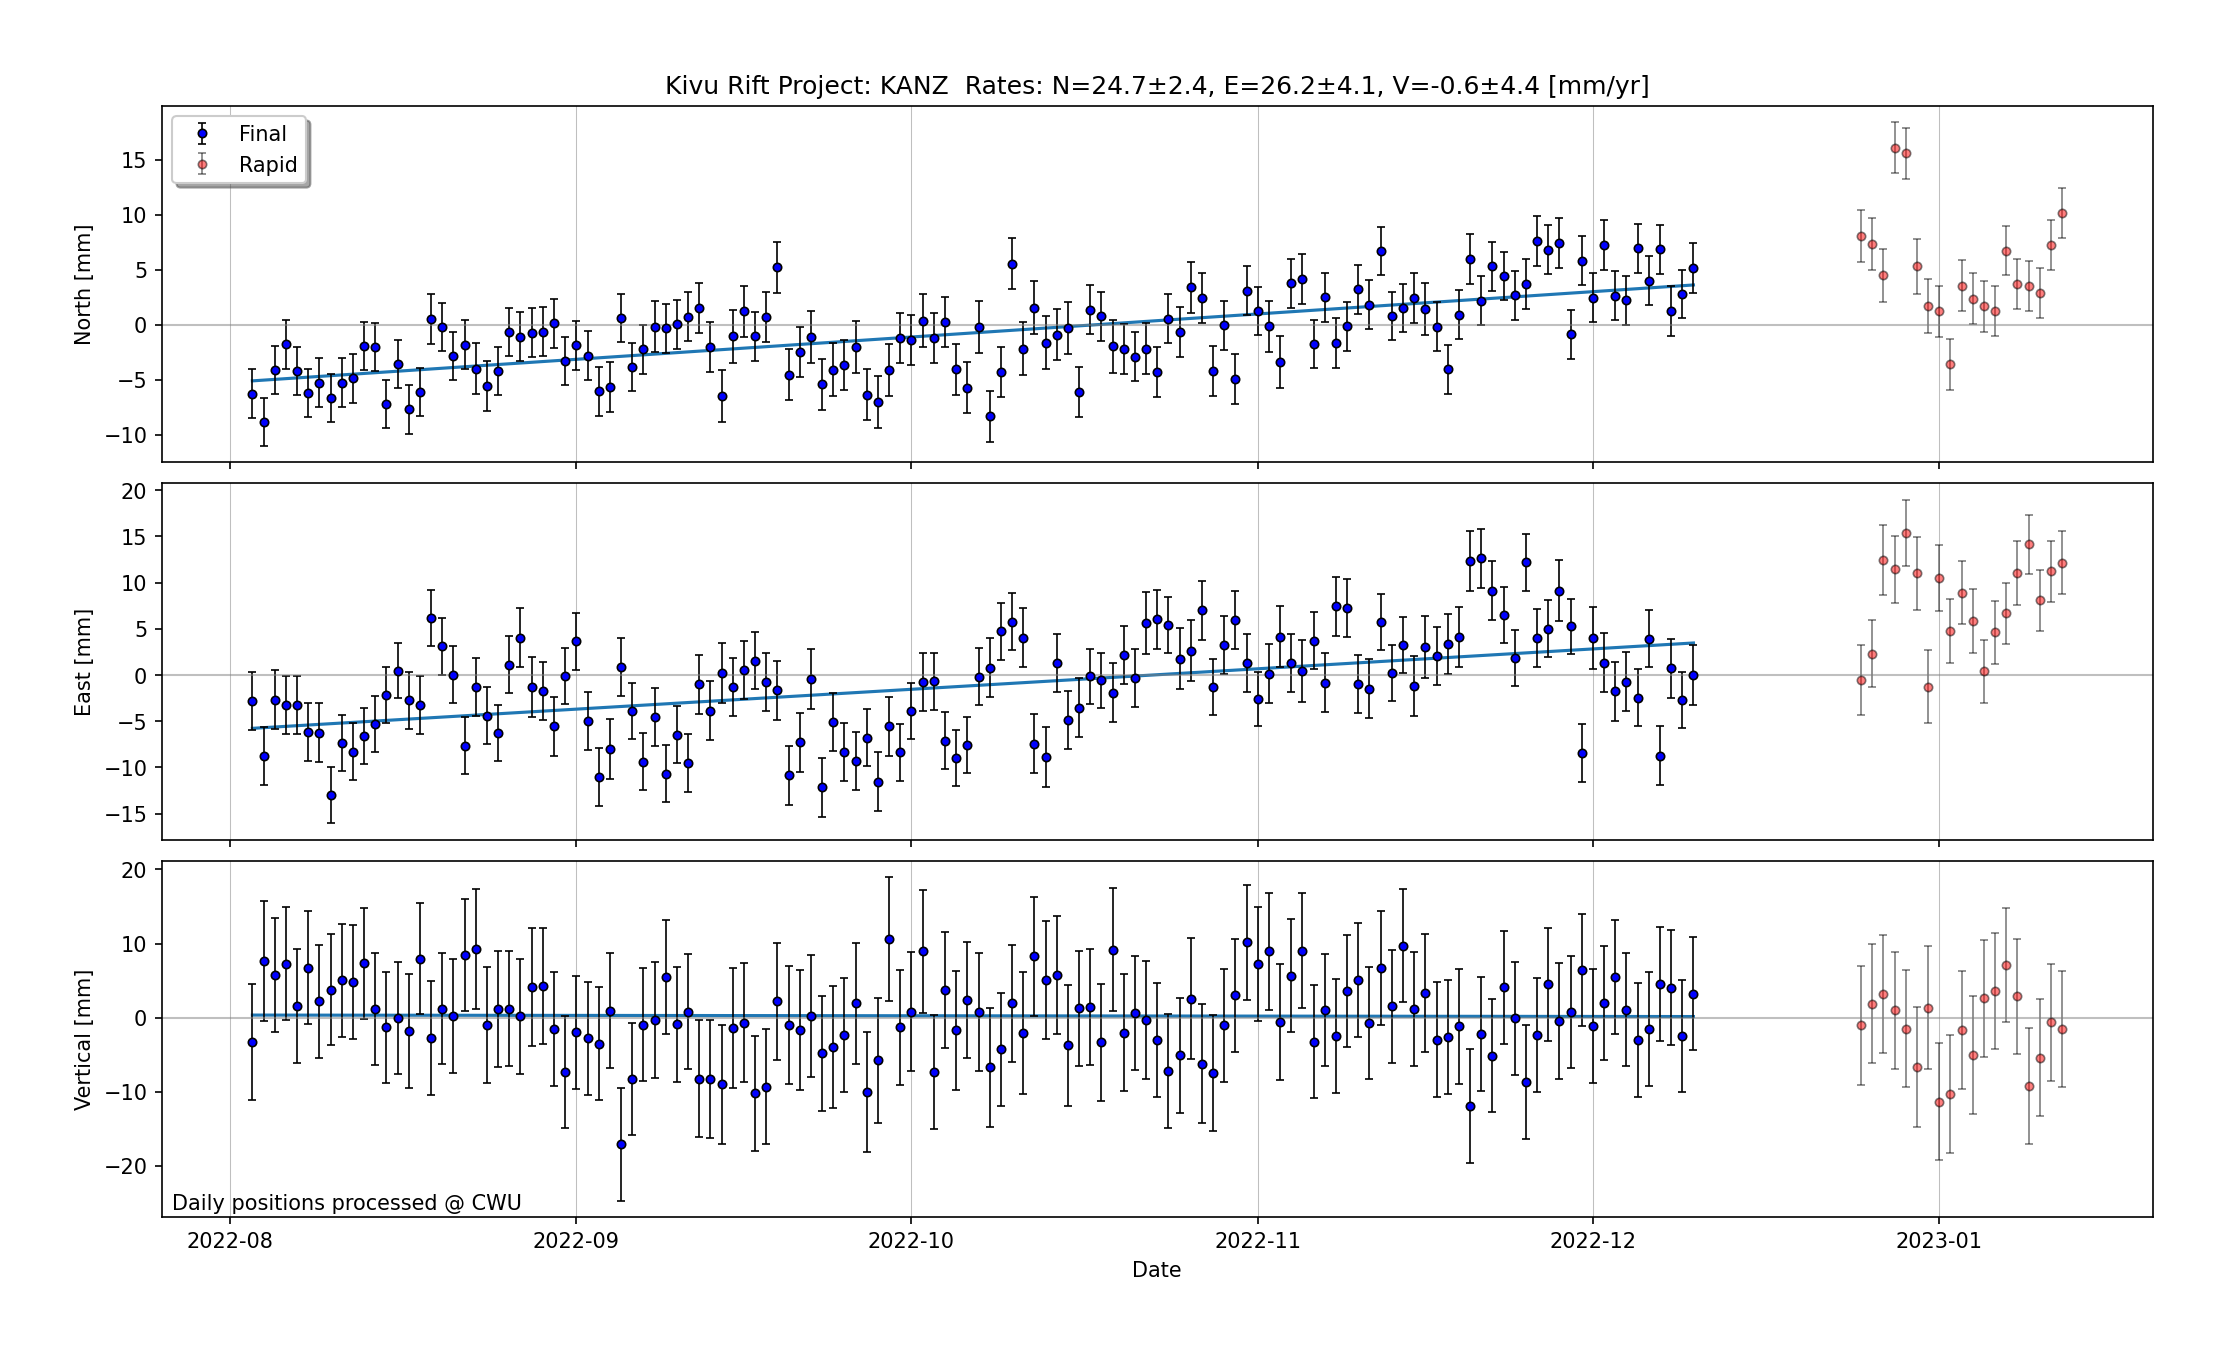 Kivu Rift Project: KANZ  Rates: N=24.7±2.4, E=26.2±4.1, V=-0.6±4.4 [mm/yr]
Final
Rapid
North [mm]
15
10
5
0
−5
−10
East [mm]
20
15
10
5
0
−5
−10
−15
Vertical [mm]
20
10
0
−10
−20
Daily positions processed @ CWU
2022-08 2022-09 2022-10 2022-11 2022-12 2023-01
Date